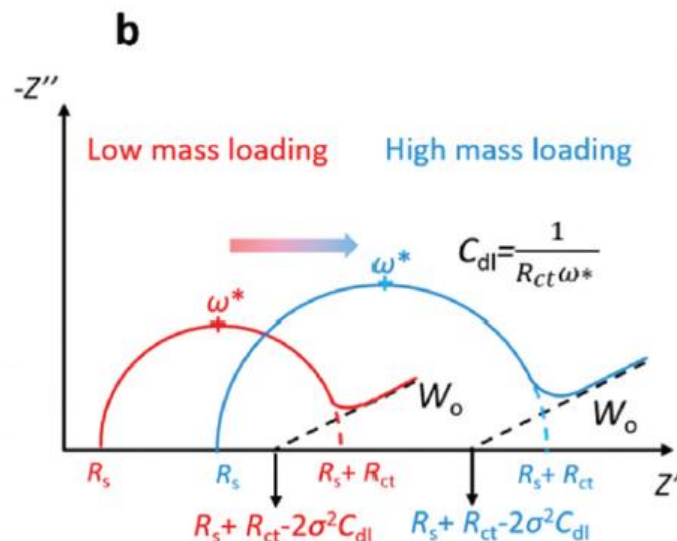 b
-Z''
Low mass loading
High mass loading
ω*
ω*
C_dl = 1 / R_ct ω*
W_o
W_o
R_s
R_s
R_s + R_ct
R_s + R_ct
Z'
R_s + R_ct - 2σ²C_dl
R_s + R_ct - 2σ²C_dl